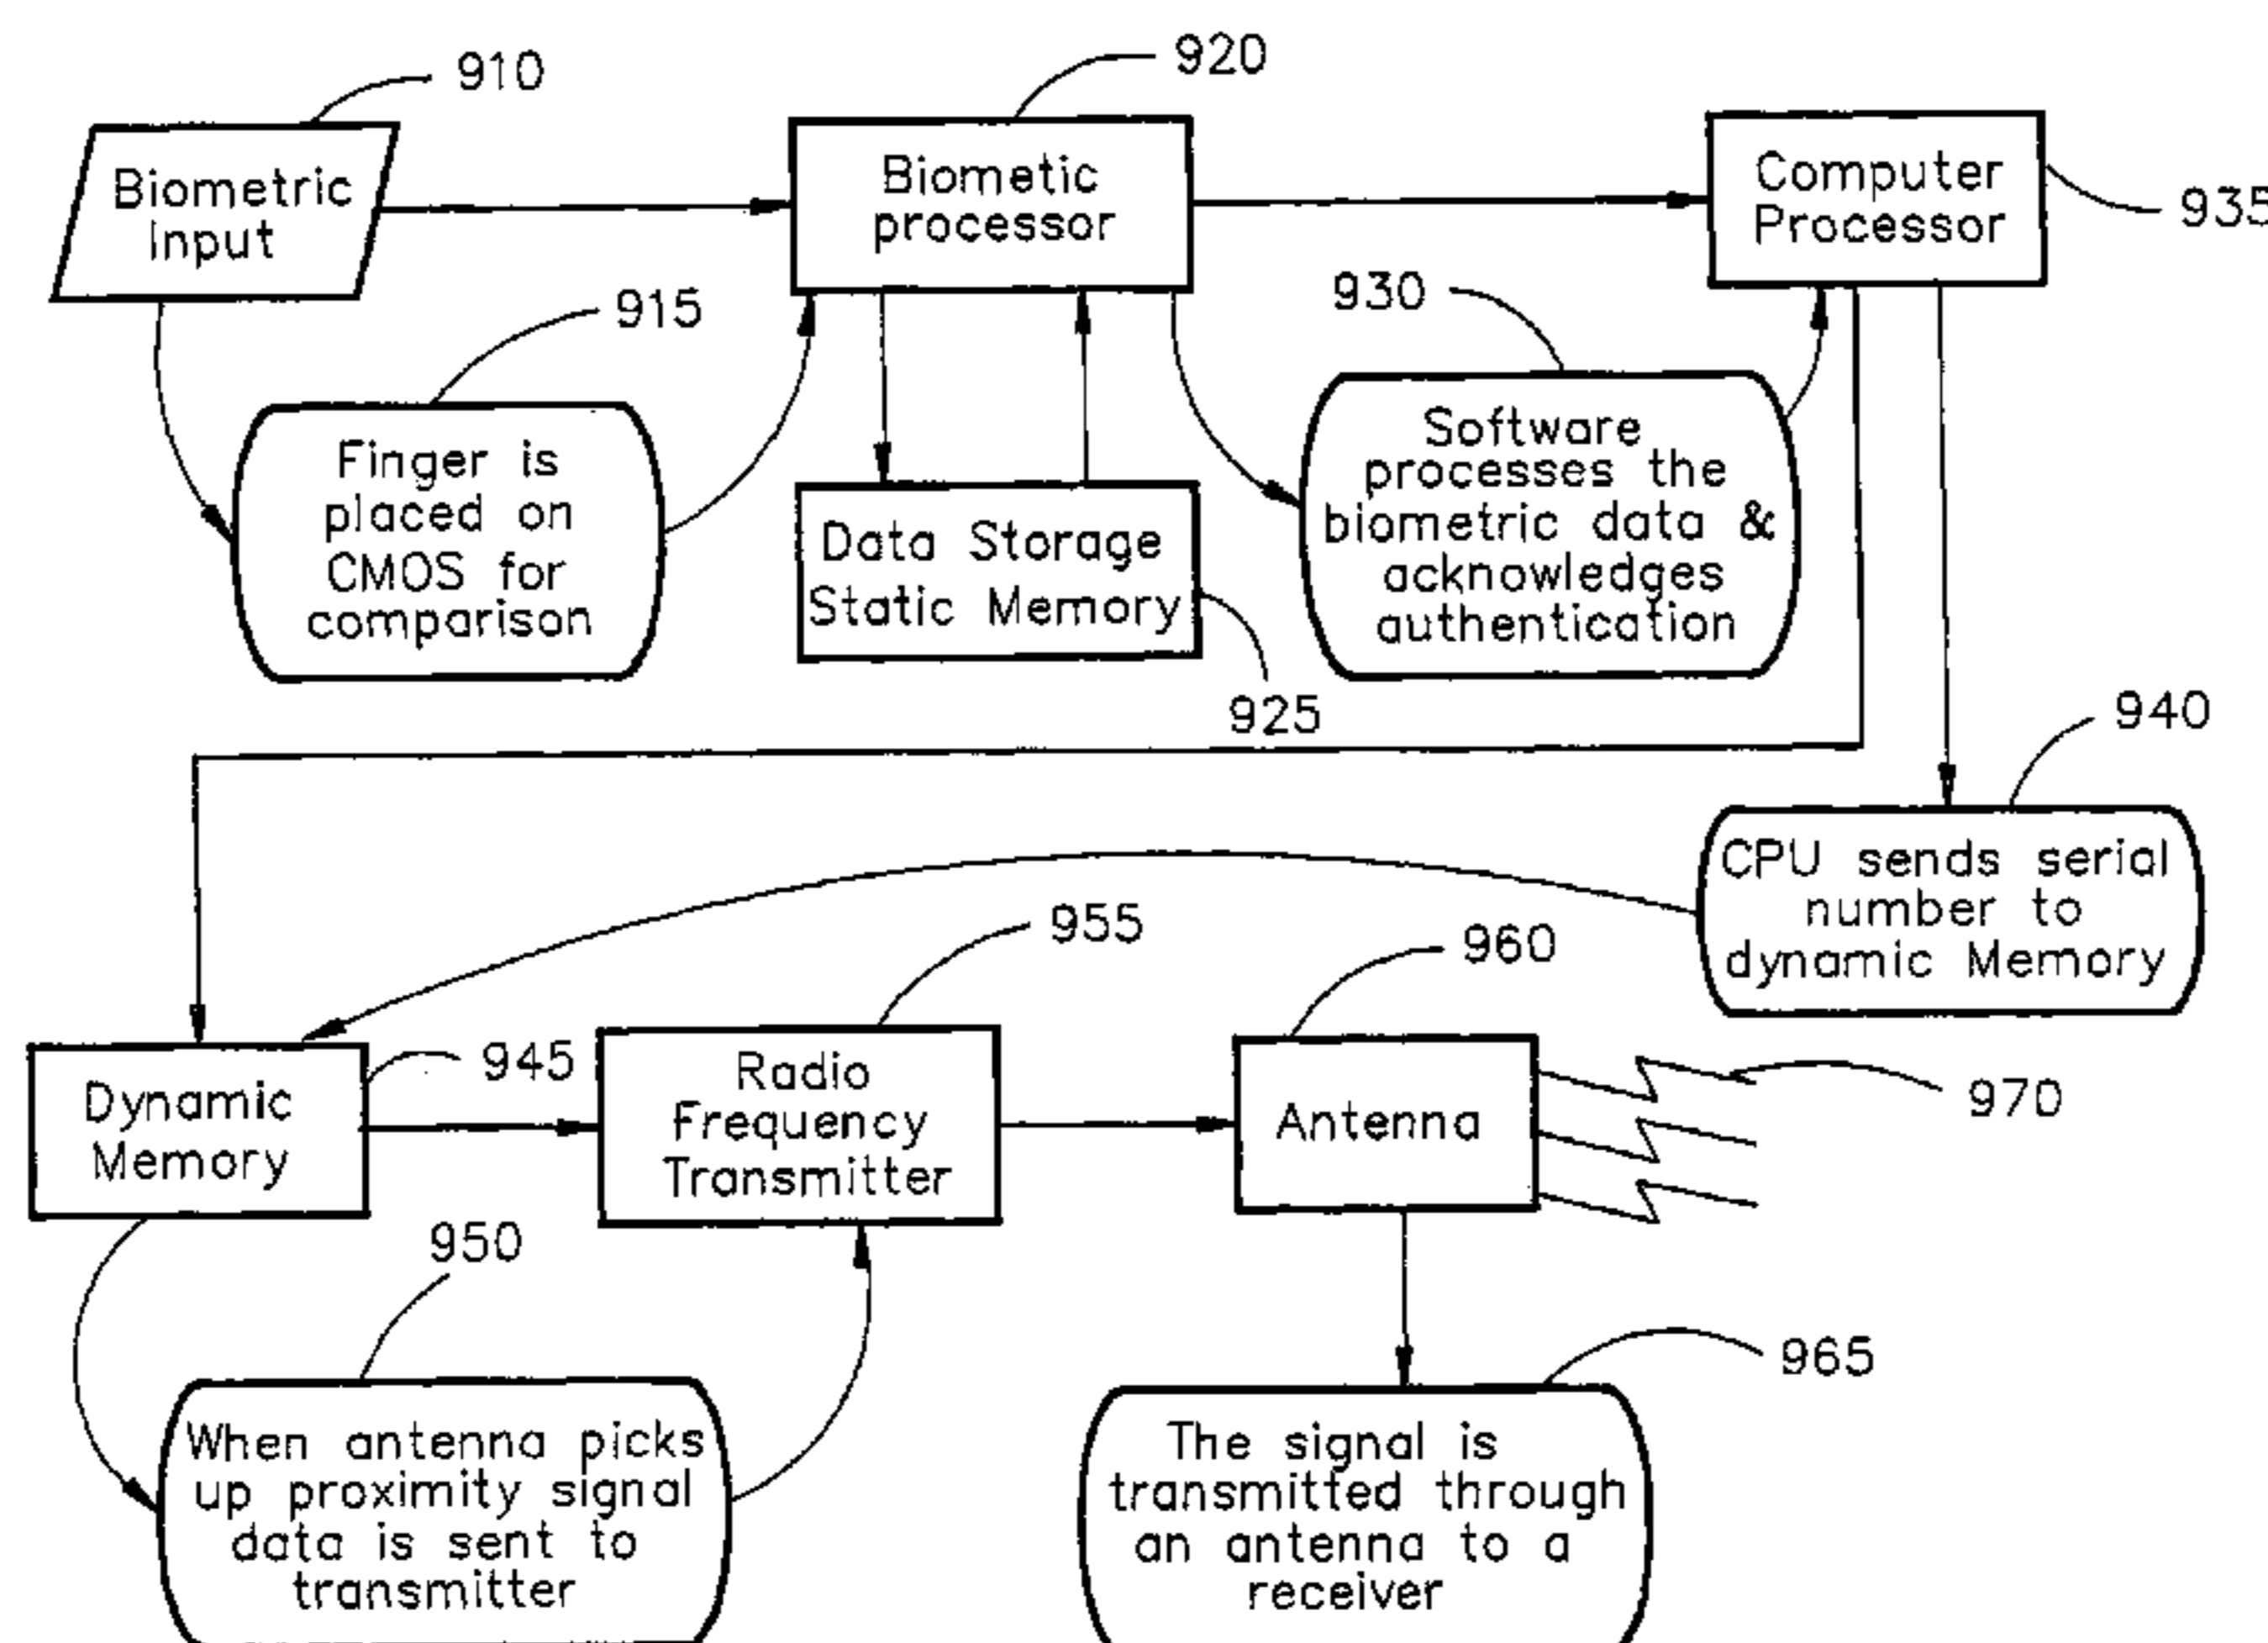 910
920
Biometric
Input
Biometic
processor
Computer
Processor
935
915
930
Finger is
placed on
CMOS for
comparison
Data Storage
Static Memory
925
Software
processes the
biometric data &
acknowledges
authentication
940
CPU sends serial
number to
dynamic Memory
955
960
945
Dynamic
Memory
Radio
Frequency
Transmitter
Antenna
970
950
965
When antenna picks
up proximity signal
data is sent to
transmitter
The signal is
transmitted through
an antenna to a
receiver